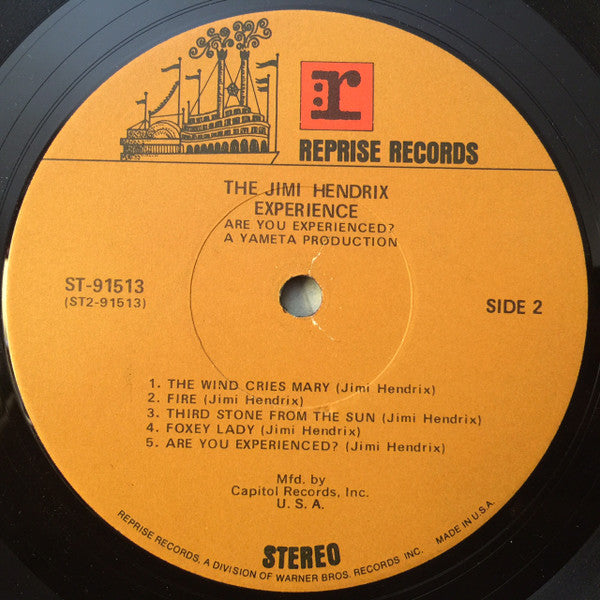 r:
REPRISE RECORDS
THE JIMI HENDRIX
EXPERIENCE
ARE YOU EXPERIENCED?
A YAMETA PRODUCTION
ST-91513
(ST2-91513)
SIDE 2
1. THE WIND CRIES MARY (Jimi Hendrix)
2. FIRE (Jimi Hendrix)
3. THIRD STONE FROM THE SUN (Jimi Hendrix)
4. FOXEY LADY (Jimi Hendrix)
5. ARE YOU EXPERIENCED? (Jimi Hendrix)
Mfd. by
Capitol Records, Inc.
U. S. A.
STEREO
REPRISE RECORDS, A DIVISION OF WARNER BROS. RECORDS INC. MADE IN U.S.A.